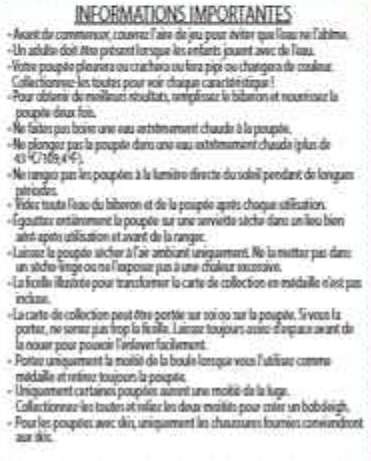 INFORMATIONS IMPORTANTES
- Avant de commencer, couvrez l'aire de jeu pour éviter que l'eau ne l'abîme.
- Un adulte doit être présent lorsque les enfants jouent avec de l'eau.
- Votre poupée pleurera ou crachera ou fera pipi ou changera de couleur.
Collectionnez-les toutes pour voir chaque caractéristique !
- Pour obtenir de meilleurs résultats, remplissez le biberon et nourrissez la
poupée deux fois.
- Ne faites pas boire une eau extrêmement chaude à la poupée.
- Ne plongez pas la poupée dans une eau extrêmement chaude (plus de
43 °C/109,4°F).
- Ne rangez pas les poupées à la lumière directe du soleil pendant de longues
périodes.
- Videz toute l'eau du biberon et de la poupée après chaque utilisation.
- Égouttez entièrement la poupée sur une serviette sèche dans un lieu bien
aéré après utilisation et avant de la ranger.
- Laissez la poupée sécher à l'air ambiant uniquement. Ne la mettez pas dans
un sèche-linge ou ne l'exposez pas à une chaleur excessive.
- La ficelle illustrée pour transformer la carte de collection en médaille n'est pas
incluse.
- La carte de collection peut être portée sur soi ou sur la poupée. Si vous la
portez, ne serrez pas trop la ficelle. Laissez toujours assez d'espace avant de
la nouer pour pouvoir l'enlever facilement.
- Portez uniquement la moitié de la boule lorsque vous l'utilisez comme
médaille et retirez toujours la poupée.
- Uniquement certaines poupées auront une moitié de la luge.
Collectionnez-les toutes et reliez les deux moitiés pour créer un bobsleigh.
- Pour les poupées avec skis, uniquement les chaussures fournies conviendront
aux skis.